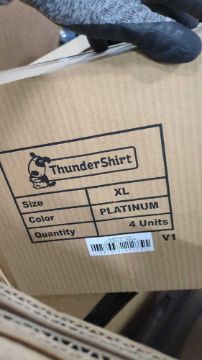 ThunderShirt
Size XL
Color PLATINUM
Quantity 4 Units
V1